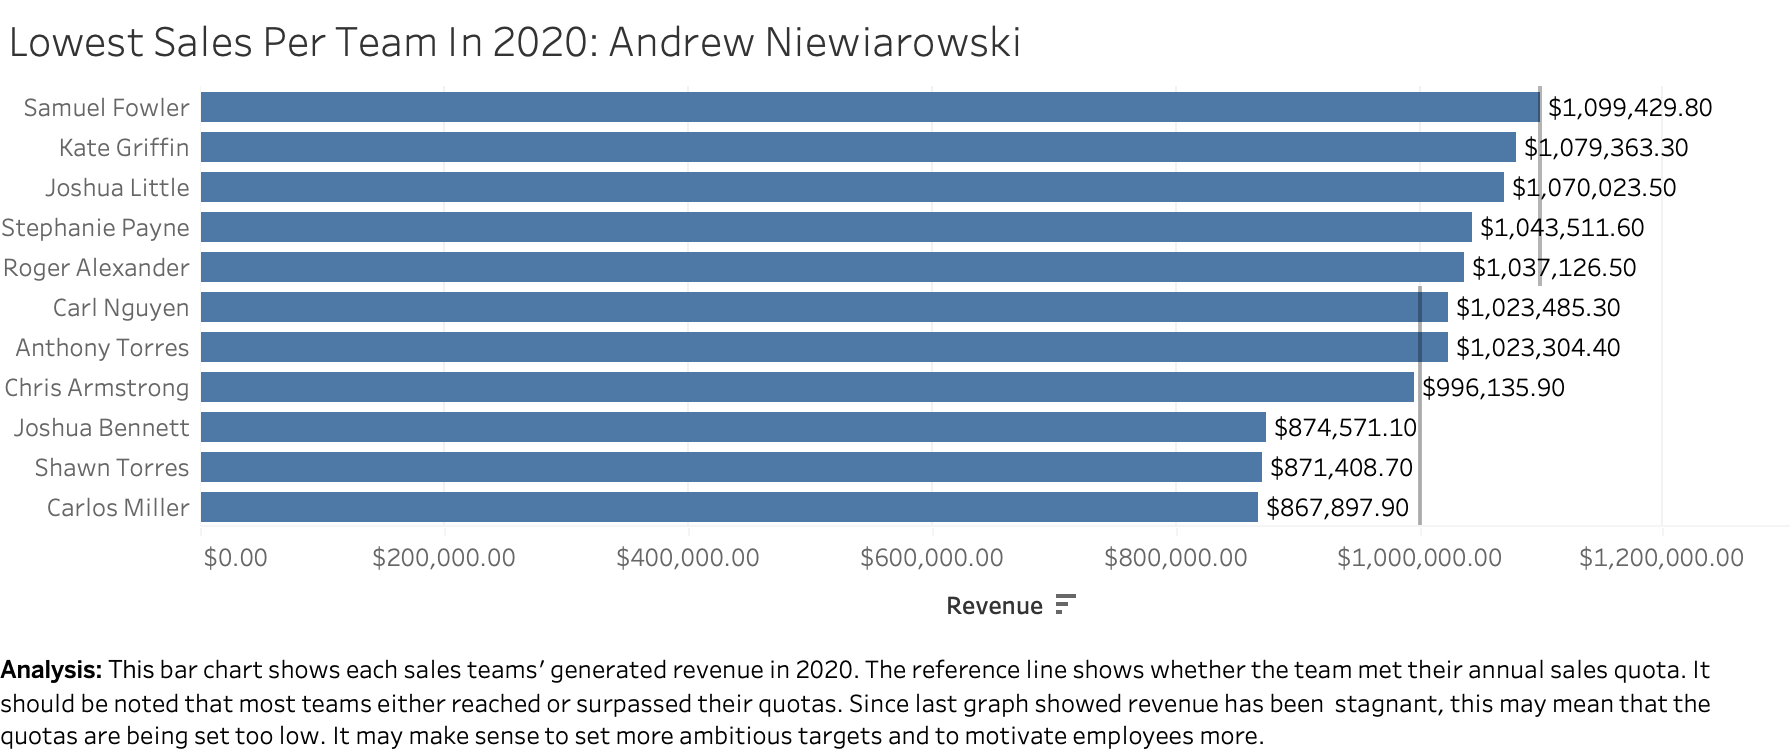 Lowest Sales Per Team In 2020: Andrew Niewiarowski
Samuel Fowler $1,099,429.80
Kate Griffin $1,079,363.30
Joshua Little $1,070,023.50
Stephanie Payne $1,043,511.60
Roger Alexander $1,037,126.50
Carl Nguyen $1,023,485.30
Anthony Torres $1,023,304.40
Chris Armstrong $996,135.90
Joshua Bennett $874,571.10
Shawn Torres $871,408.70
Carlos Miller $867,897.90
$0.00 $200,000.00 $400,000.00 $600,000.00 $800,000.00 $1,000,000.00 $1,200,000.00
Revenue
Analysis: This bar chart shows each sales teams’ generated revenue in 2020. The reference line shows whether the team met their annual sales quota. It
should be noted that most teams either reached or surpassed their quotas. Since last graph showed revenue has been  stagnant, this may mean that the
quotas are being set too low. It may make sense to set more ambitious targets and to motivate employees more.